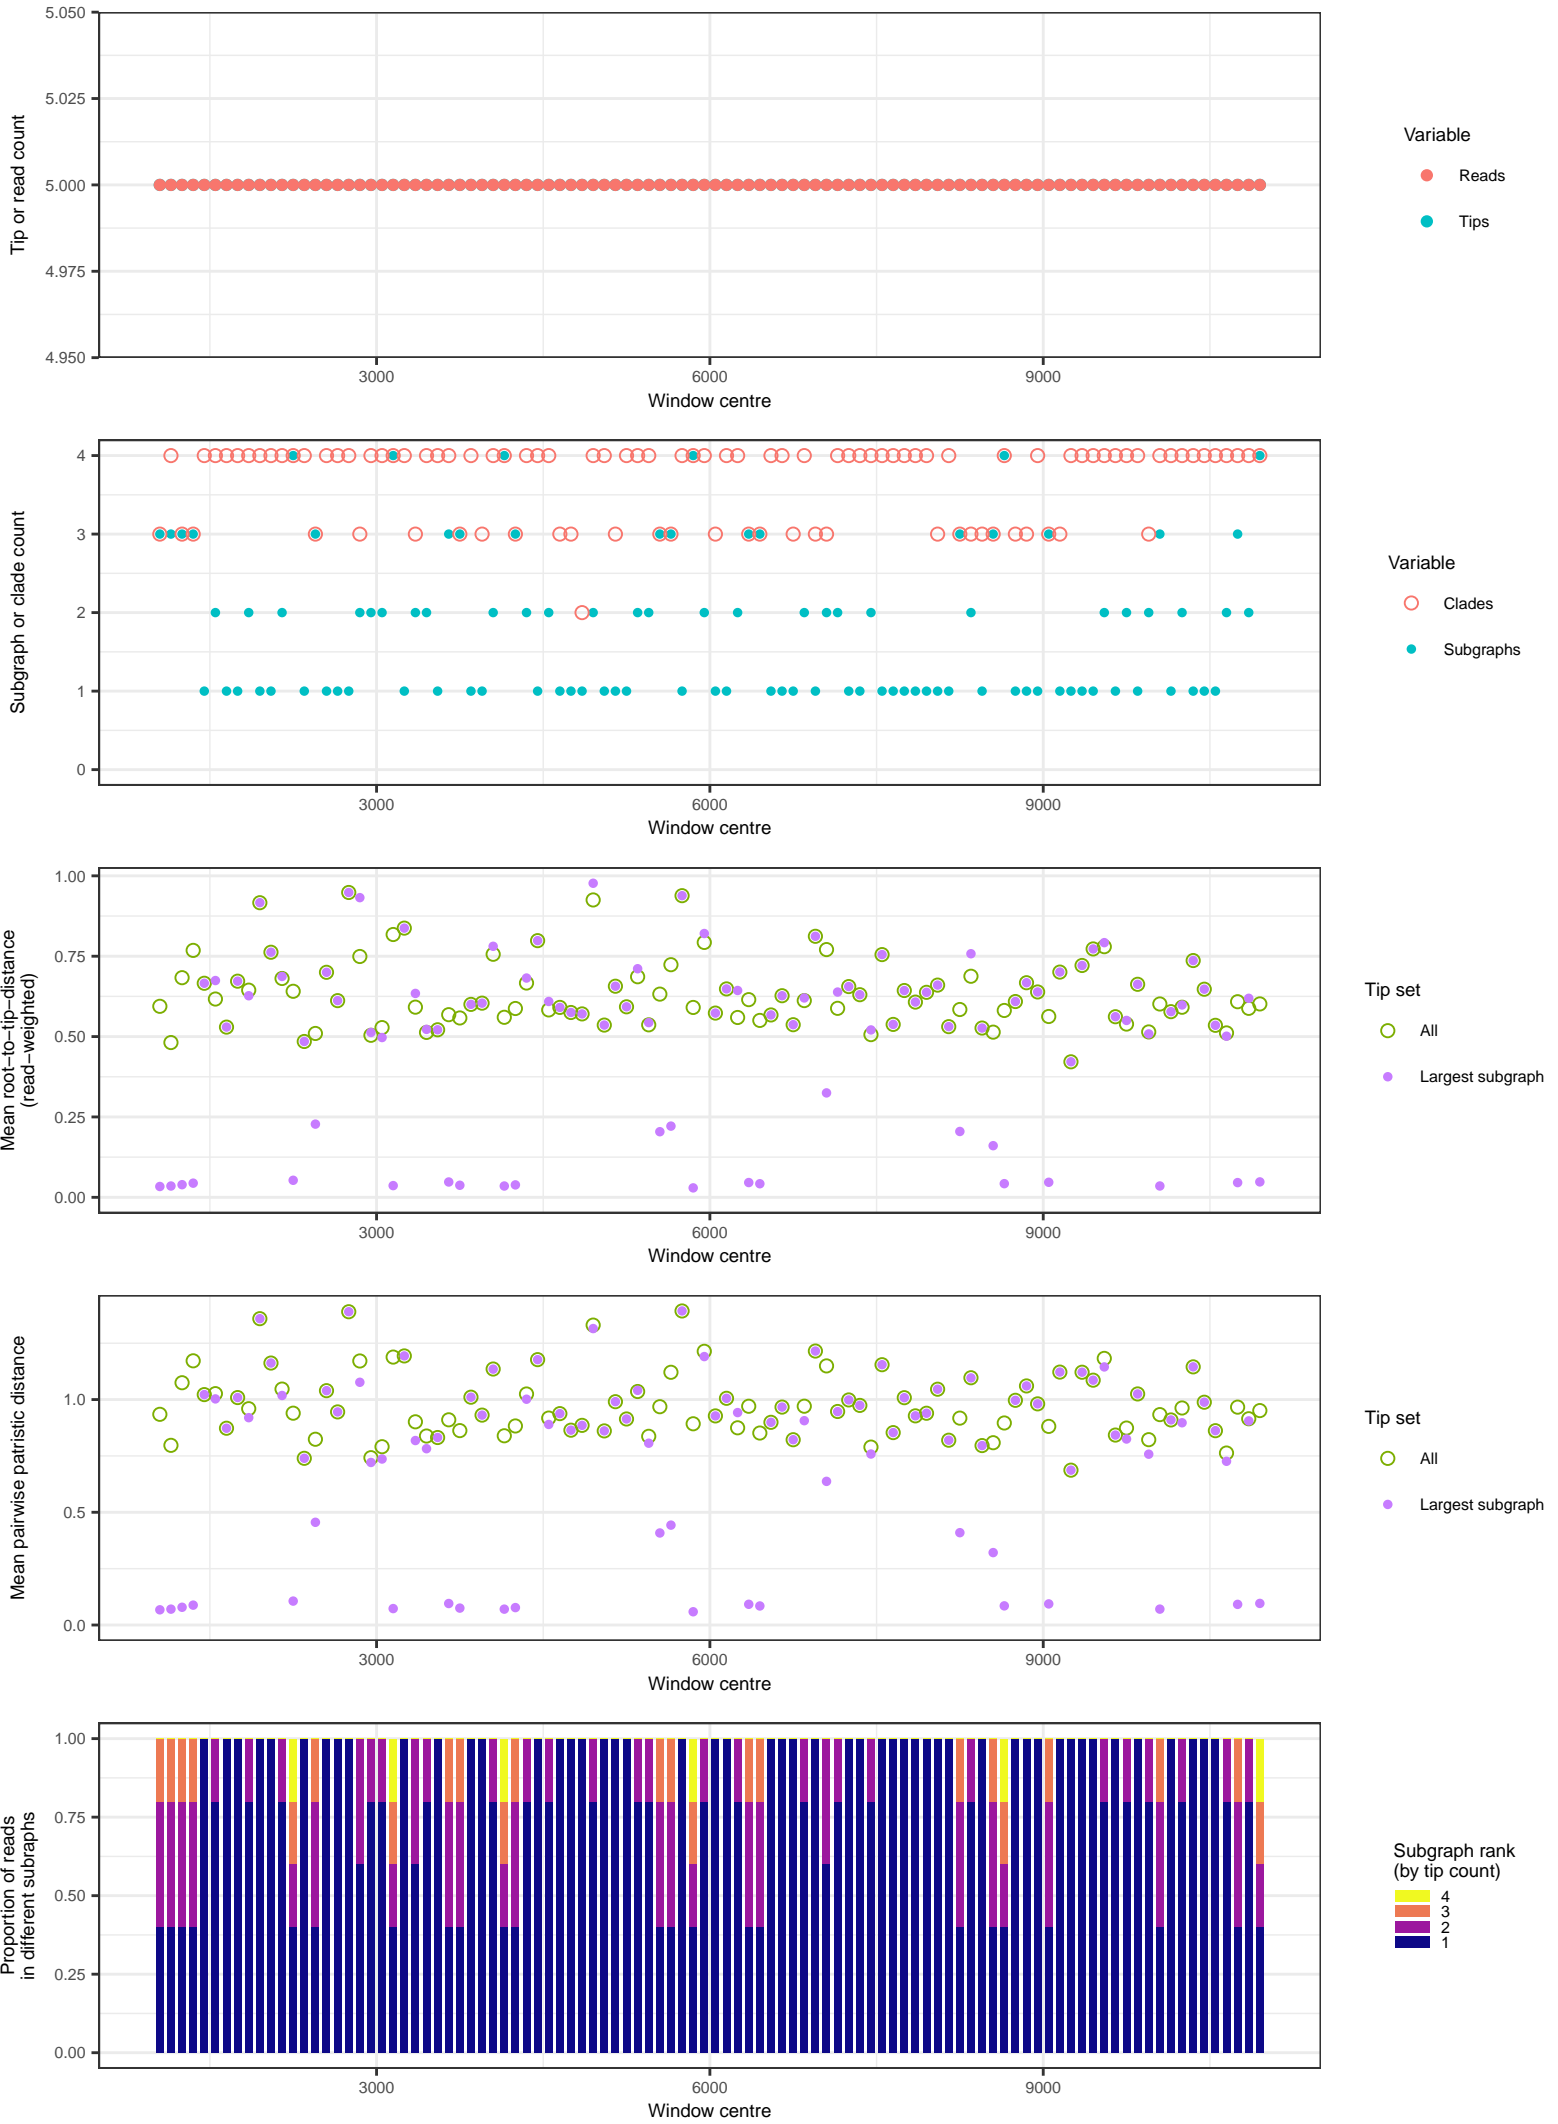 5.050
5.025
5.000
4.975
4.950
Tip or read count
3000
6000
9000
Window centre
Variable
Reads
Tips
4
3
2
1
0
Subgraph or clade count
3000
6000
9000
Window centre
Variable
Clades
Subgraphs
1.00
0.75
0.50
0.25
0.00
Mean root−to−tip−distance
(read−weighted)
3000
6000
9000
Window centre
Tip set
All
Largest subgraph
1.0
0.5
0.0
Mean pairwise patristic distance
3000
6000
9000
Window centre
Tip set
All
Largest subgraph
1.00
0.75
0.50
0.25
0.00
Proportion of reads
in different subraphs
3000
6000
9000
Window centre
Subgraph rank
(by tip count)
4
3
2
1